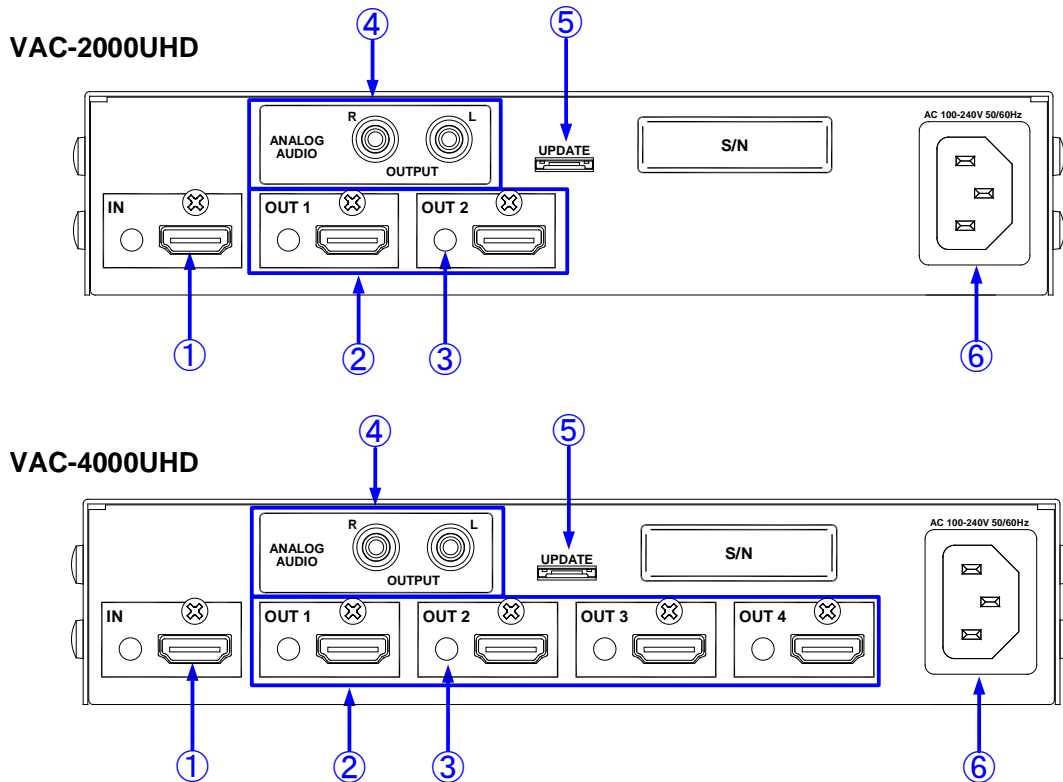 ④ ⑤
VAC-2000UHD
R L
ANALOG
AUDIO
OUTPUT
UPDATE
S/N
AC 100-240V 50/60Hz
IN OUT 1 OUT 2
① ② ③ ⑥
④ ⑤
VAC-4000UHD
R L
ANALOG
AUDIO
OUTPUT
UPDATE
S/N
AC 100-240V 50/60Hz
IN OUT 1 OUT 2 OUT 3 OUT 4
① ② ③ ⑥